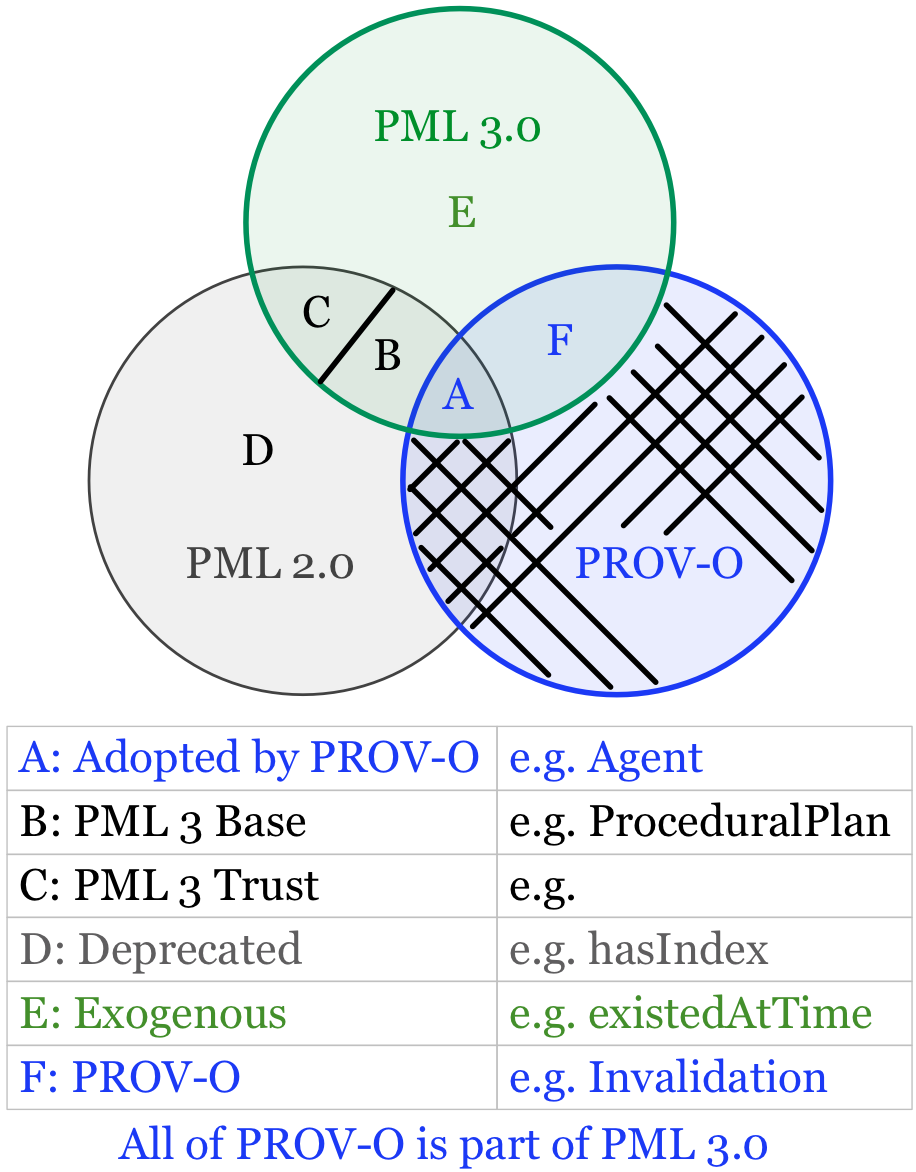 PML 3.0
E
C
B
F
A
D
PML 2.0
PROV-O
A: Adopted by PROV-O e.g. Agent
B: PML 3 Base e.g. ProceduralPlan
C: PML 3 Trust e.g.
D: Deprecated e.g. hasIndex
E: Exogenous e.g. existedAtTime
F: PROV-O e.g. Invalidation
All of PROV-O is part of PML 3.0